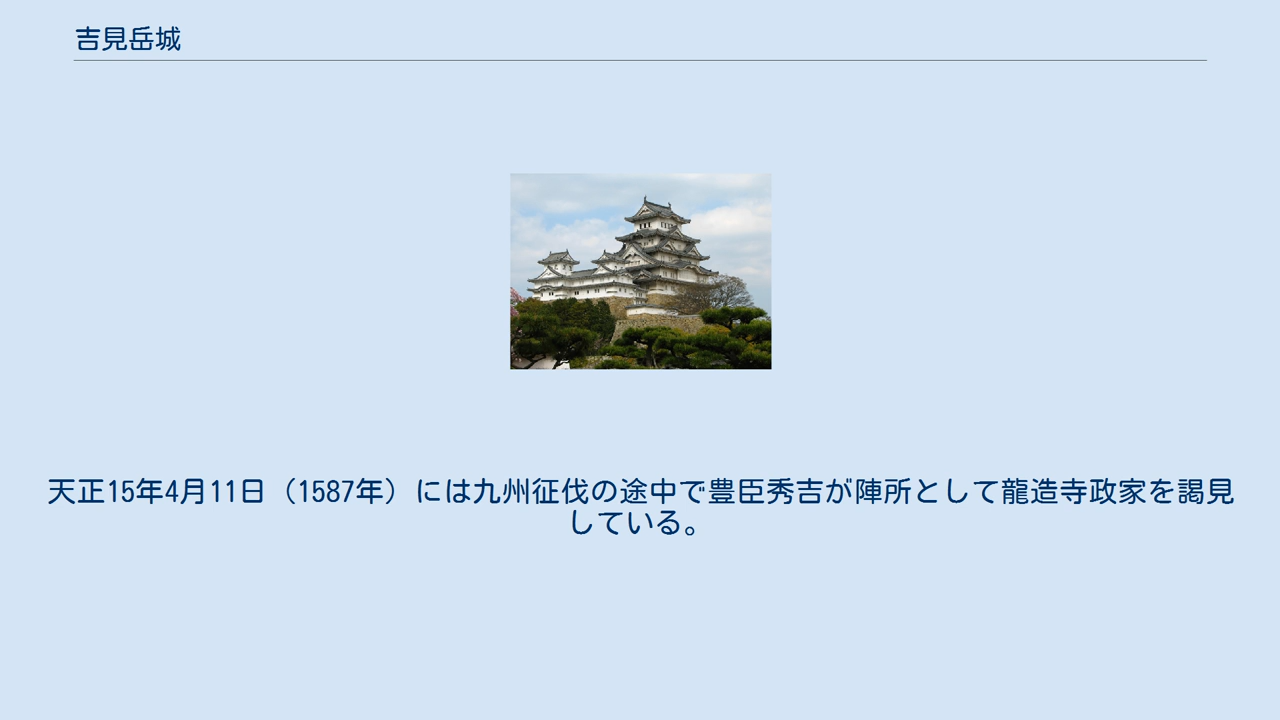 吉見岳城
天正15年4月11日（1587年）には九州征伐の途中で豊臣秀吉が陣所として龍造寺政家を謁見
している。